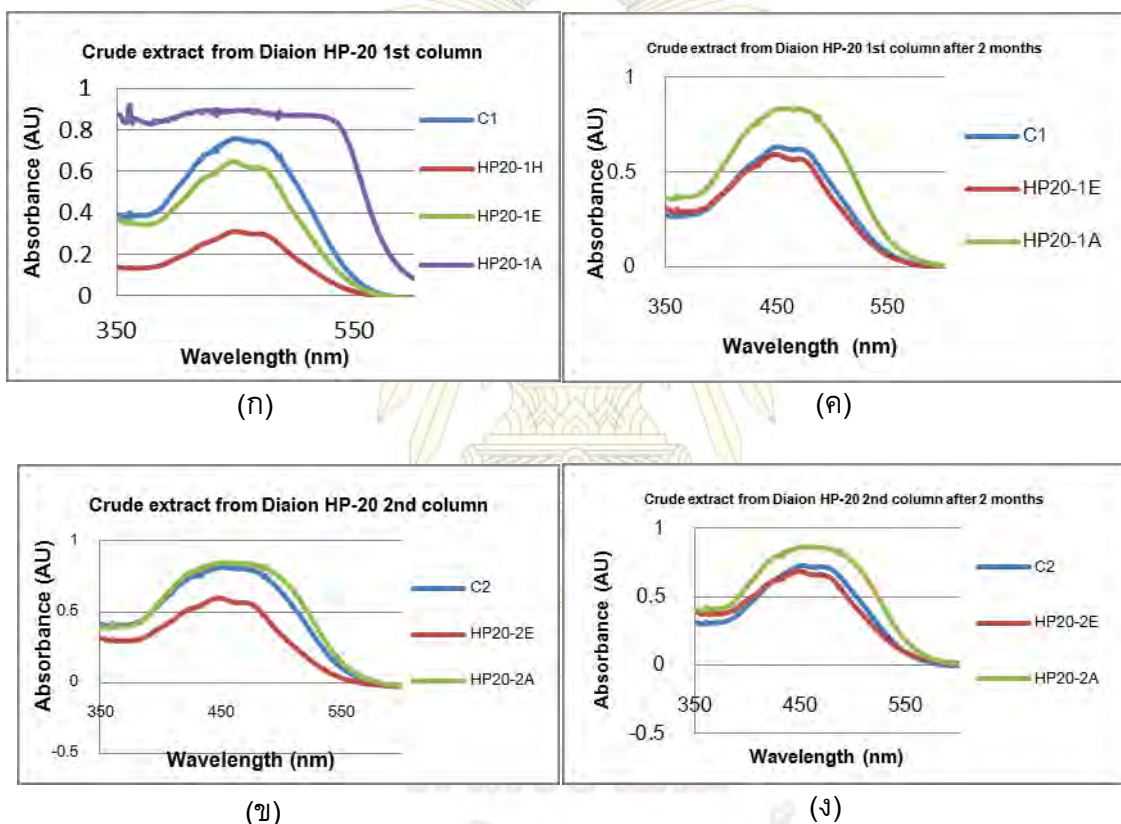 Crude extract from Diaion HP-20 1st column
Absorbance (AU)
1
0.8
0.6
0.4
0.2
0
350
550
Wavelength (nm)
C1
HP20-1H
HP20-1E
HP20-1A
(ก)
Crude extract from Diaion HP-20 1st column after 2 months
Absorbance (AU)
1
0.5
0
350
450
550
Wavelength (nm)
C1
HP20-1E
HP20-1A
(ค)
Crude extract from Diaion HP-20 2nd column
Absorbance (AU)
1
0.5
0
-0.5
350
450
550
Wavelength (nm)
C2
HP20-2E
HP20-2A
(ข)
Crude extract from Diaion HP-20 2nd column after 2 months
Absorbance (AU)
1
0.5
0
-0.5
350
450
550
Wavelength (nm)
C2
HP20-2E
HP20-2A
(ง)